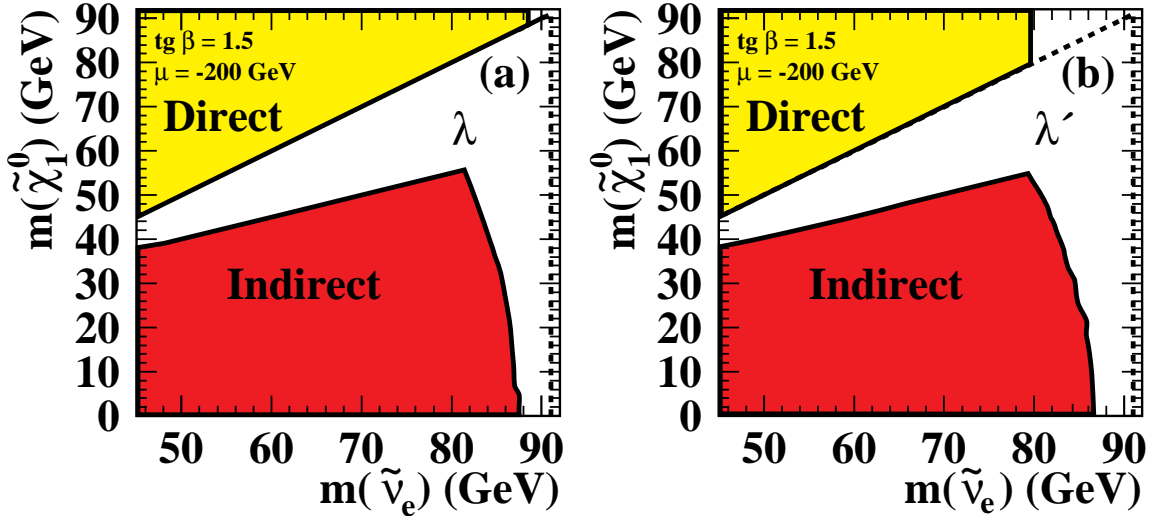 m(χ̃⁰₁) (GeV)
90
80
70
60
50
40
30
20
10
0
tg β = 1.5
μ = -200 GeV
(a)
Direct
λ
Indirect
50 60 70 80 90
m(ν̃ₑ) (GeV)
m(χ̃⁰₁) (GeV)
90
80
70
60
50
40
30
20
10
0
tg β = 1.5
μ = -200 GeV
(b)
Direct
λ´
Indirect
50 60 70 80 90
m(ν̃ₑ) (GeV)